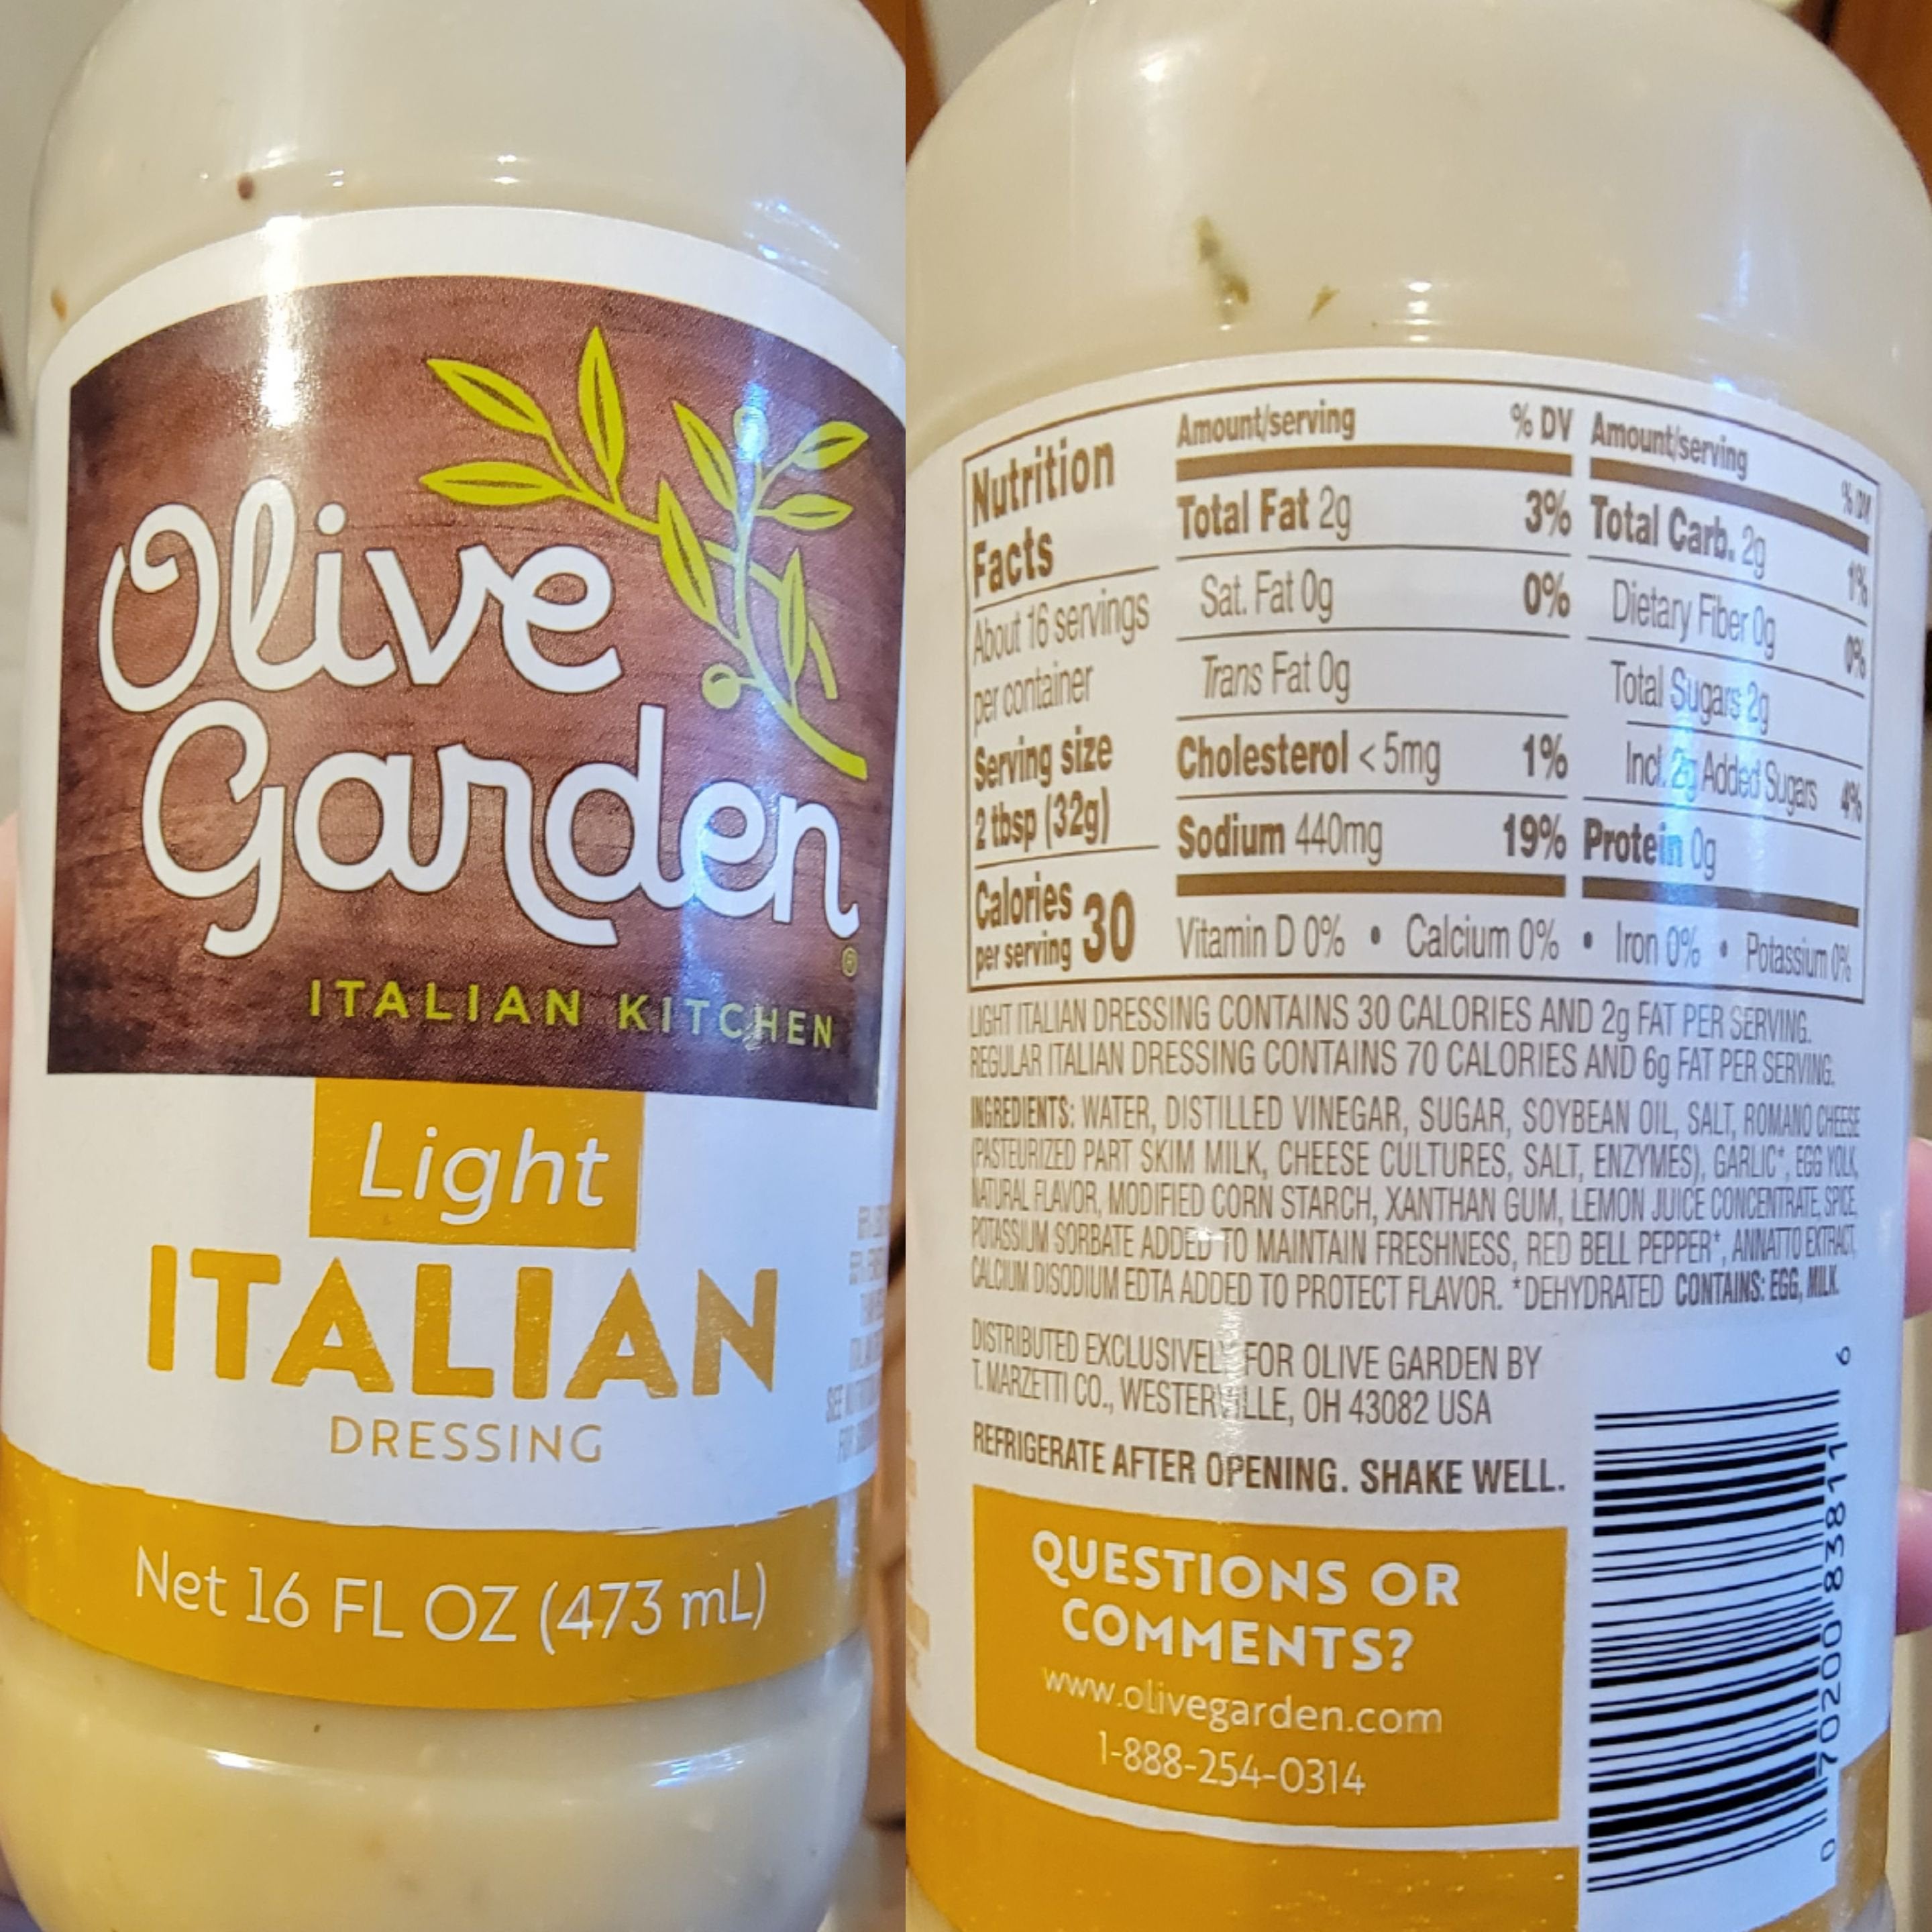 Olive
Garden®
ITALIAN KITCHEN
Light
ITALIAN
DRESSING
Net 16 FL OZ (473 mL)
Nutrition
Facts
About 16 servings
per container
Serving size
2 tbsp (32g)
Calories
per serving 30
Amount/serving % DV
Total Fat 2g 3%
Sat. Fat 0g 0%
Trans Fat 0g
Cholesterol <5mg 1%
Sodium 440mg 19%
Amount/serving % DV
Total Carb. 2g 1%
Dietary Fiber 0g 0%
Total Sugars 2g
Incl. 2g Added Sugars 4%
Protein 0g
Vitamin D 0% • Calcium 0% • Iron 0% • Potassium 0%
LIGHT ITALIAN DRESSING CONTAINS 30 CALORIES AND 2g FAT PER SERVING.
REGULAR ITALIAN DRESSING CONTAINS 70 CALORIES AND 6g FAT PER SERVING.
INGREDIENTS: WATER, DISTILLED VINEGAR, SUGAR, SOYBEAN OIL, SALT, ROMANO CHEESE
(PASTEURIZED PART SKIM MILK, CHEESE CULTURES, SALT, ENZYMES), GARLIC*, EGG YOLK,
NATURAL FLAVOR, MODIFIED CORN STARCH, XANTHAN GUM, LEMON JUICE CONCENTRATE, SPICE,
POTASSIUM SORBATE ADDED TO MAINTAIN FRESHNESS, RED BELL PEPPER*, ANNATTO EXTRACT,
CALCIUM DISODIUM EDTA ADDED TO PROTECT FLAVOR. *DEHYDRATED CONTAINS: EGG, MILK.
DISTRIBUTED EXCLUSIVELY FOR OLIVE GARDEN BY
T. MARZETTI CO., WESTERVILLE, OH 43082 USA
REFRIGERATE AFTER OPENING. SHAKE WELL.
QUESTIONS OR
COMMENTS?
www.olivegarden.com
1-888-254-0314
0 70200 83811 6